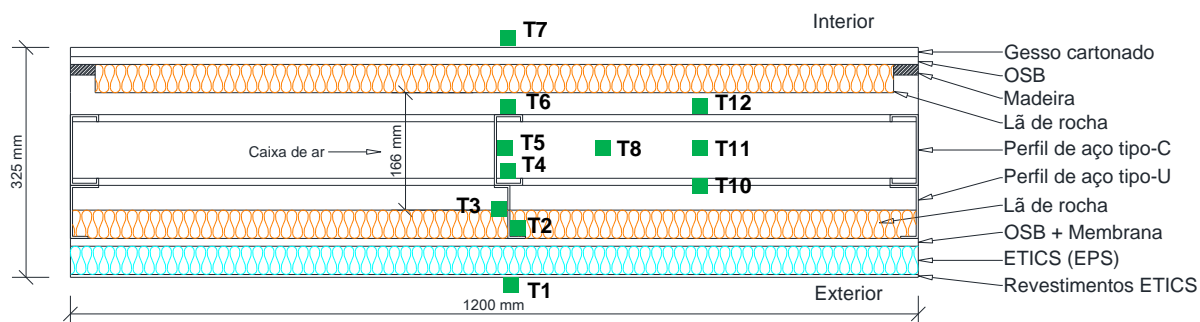 Interior
T7
Gesso cartonado
OSB
Madeira
Lã de rocha
T6
T12
Caixa de ar
T5
T8
T11
T4
T10
T3
T2
Perfil de aço tipo-C
Perfil de aço tipo-U
Lã de rocha
OSB + Membrana
ETICS (EPS)
Revestimentos ETICS
325 mm
166 mm
T1
1200 mm
Exterior